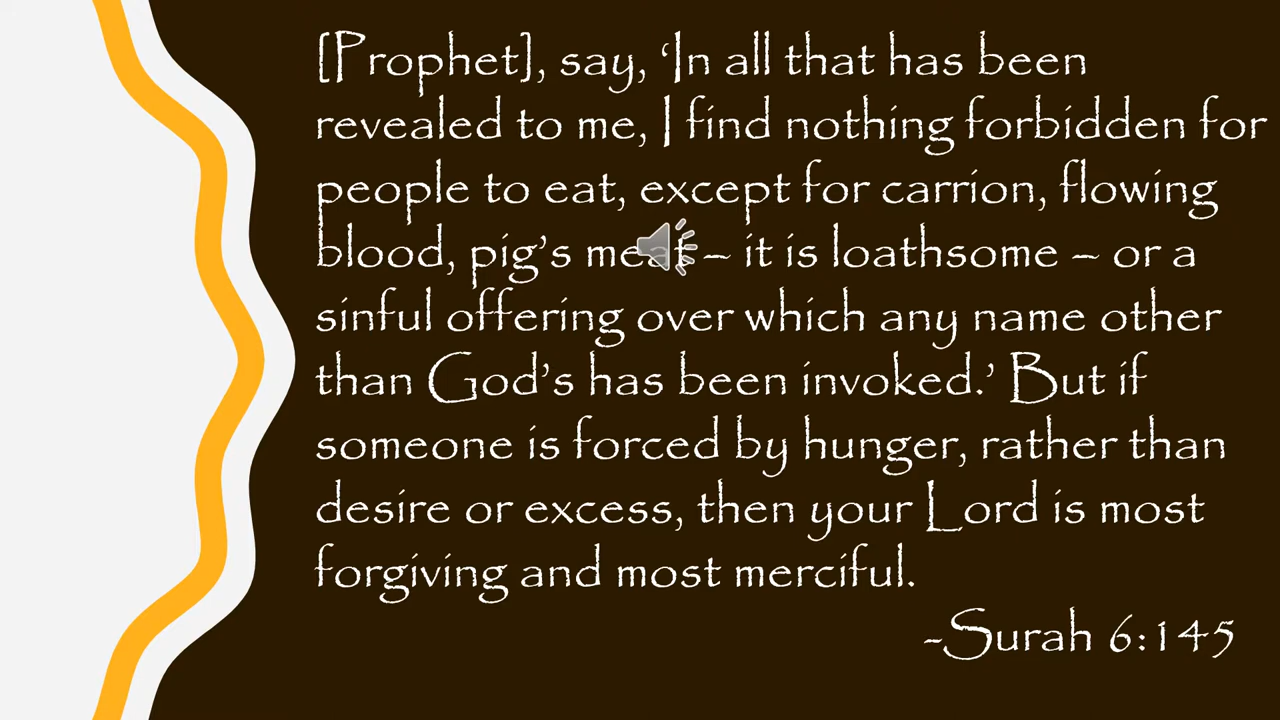 [Prophet], say, ‘In all that has been
revealed to me, I find nothing forbidden for
people to eat, except for carrion, flowing
blood, pig’s meat – it is loathsome – or a
sinful offering over which any name other
than God’s has been invoked.’ But if
someone is forced by hunger, rather than
desire or excess, then your Lord is most
forgiving and most merciful.
-Surah 6:145